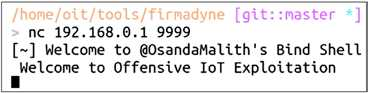 /home/oit/tools/firmadyne [git::master *]
> nc 192.168.0.1 9999
[~] Welcome to @OsandaMalith's Bind Shell
 Welcome to Offensive IoT Exploitation